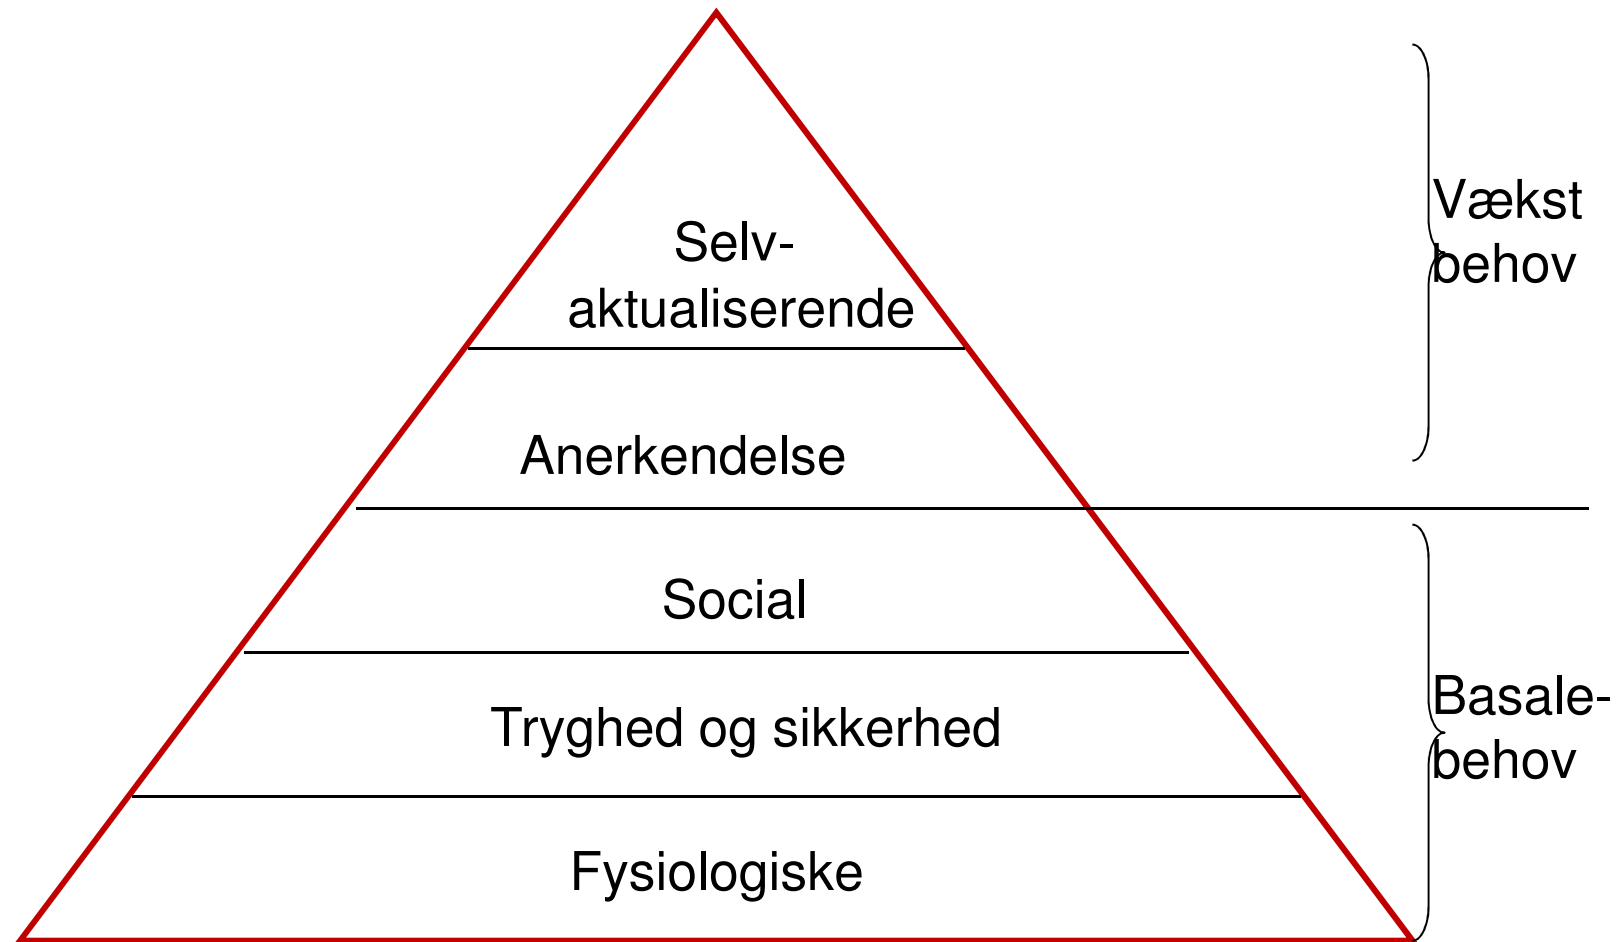 Selv-
aktualiserende
Anerkendelse
Social
Tryghed og sikkerhed
Fysiologiske
Vækst
behov
Basale-
behov